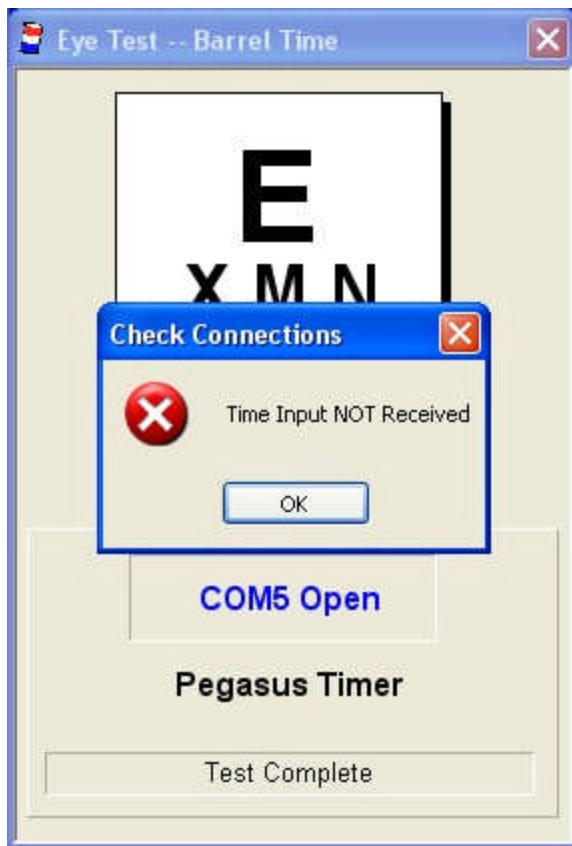 Eye Test -- Barrel Time
E
X M N
Check Connections
Time Input NOT Received
OK
COM5 Open
Pegasus Timer
Test Complete